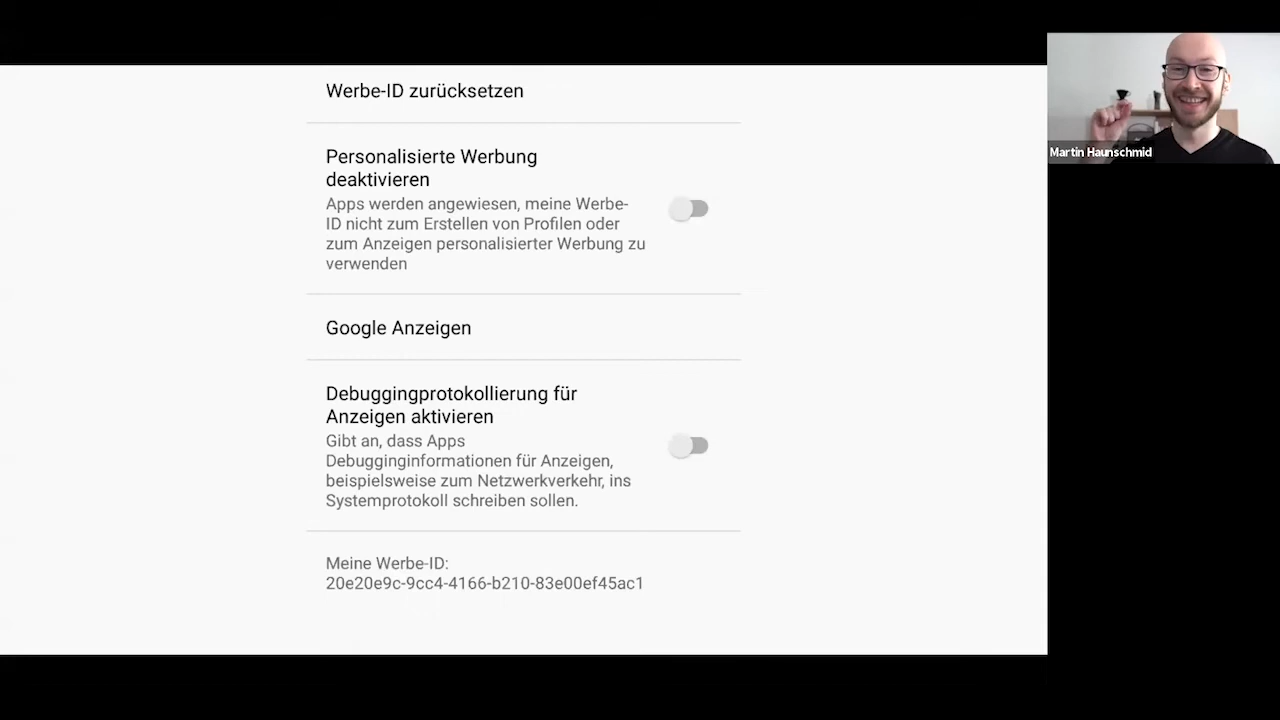 Werbe-ID zurücksetzen
Personalisierte Werbung
deaktivieren
Apps werden angewiesen, meine Werbe-
ID nicht zum Erstellen von Profilen oder
zum Anzeigen personalisierter Werbung zu
verwenden
Google Anzeigen
Debuggingprotokollierung für
Anzeigen aktivieren
Gibt an, dass Apps
Debugginginformationen für Anzeigen,
beispielsweise zum Netzwerkverkehr, ins
Systemprotokoll schreiben sollen.
Meine Werbe-ID:
20e20e9c-9cc4-4166-b210-83e00ef45ac1
Martin Haunschmid